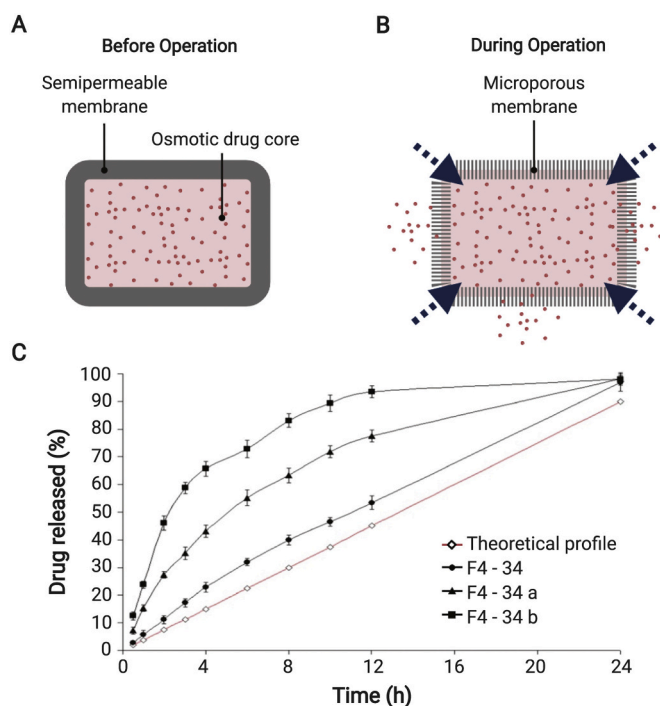 A
Before Operation
Semipermeable
membrane
Osmotic drug core
B
During Operation
Microporous
membrane
C
Drug released (%)
100
90
80
70
60
50
40
30
20
10
0
0 4 8 12 16 20 24
Time (h)
Theoretical profile
F4 - 34
F4 - 34 a
F4 - 34 b